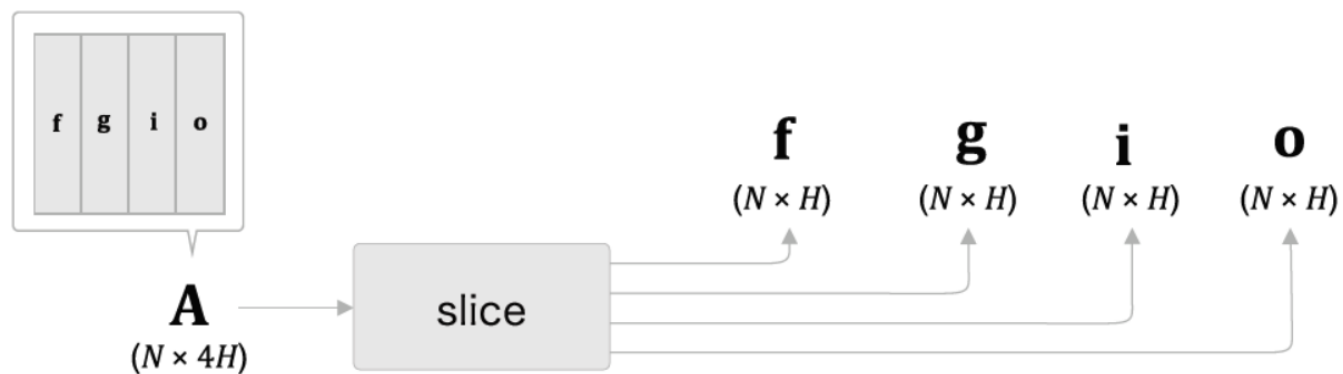 f g i o
f g i o
(N × H) (N × H) (N × H) (N × H)
A
(N × 4H)
slice